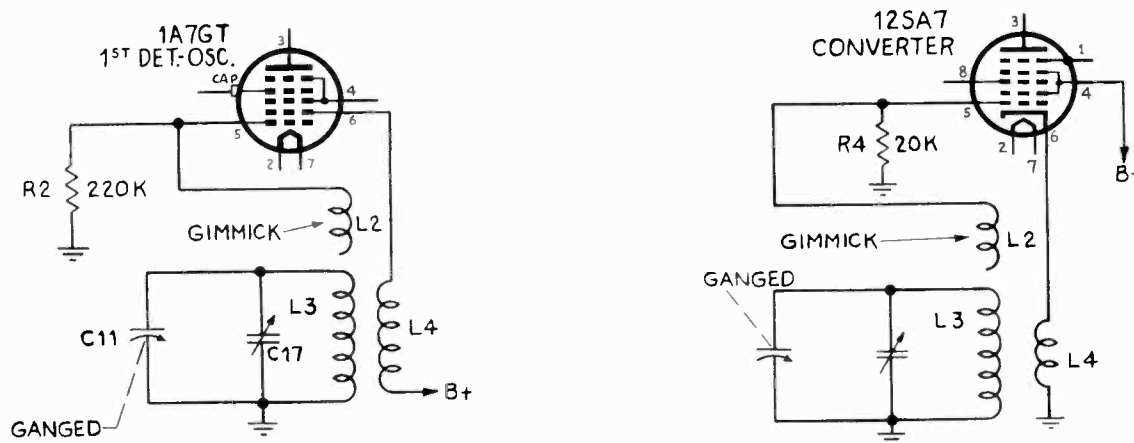 1A7GT
1ST DET.-OSC.
3
CAP
4
5
6
2
7
R2
220K
L2
GIMMICK
L3
C11
C17
L4
B+
GANGED
12SA7
CONVERTER
3
1
8
4
5
6
2
7
R4
20K
B+
L2
GIMMICK
GANGED
L3
L4